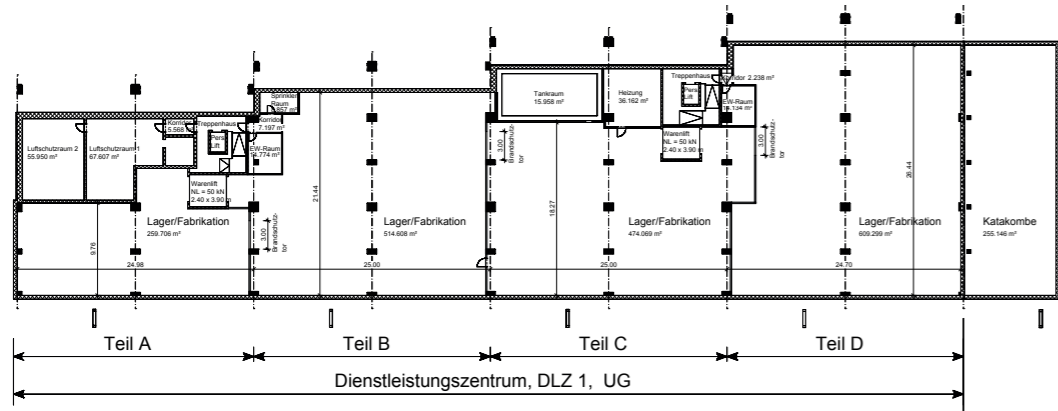 Luftschutzraum 2
55.950 m²
Luftschutzraum 1
67.607 m²
Korridor
5.568 m²
Treppenhaus
Pers.
Lift
Korridor
7.197 m²
EW-Raum
14.774 m²
Warenlift
NL = 50 kN
2.40 x 3.90 m
Lager/Fabrikation
259.706 m²
9.76
24.98
3.00
Brandschutz-
tor
Sprinkler
Raum
21.44
Lager/Fabrikation
514.608 m²
25.00
3.00
Brandschutz-
tor
Tankraum
15.958 m²
Heizung
36.162 m²
Treppenhaus
Pers.
Lift
Korridor 2.238 m²
EW-Raum
Warenlift
NL = 50 kN
2.40 x 3.90 m
18.27
Lager/Fabrikation
474.069 m²
25.00
3.00
Brandschutz-
tor
Lager/Fabrikation
609.299 m²
26.44
24.70
Katakombe
255.146 m²
Teil A
Teil B
Teil C
Teil D
Dienstleistungszentrum, DLZ 1, UG